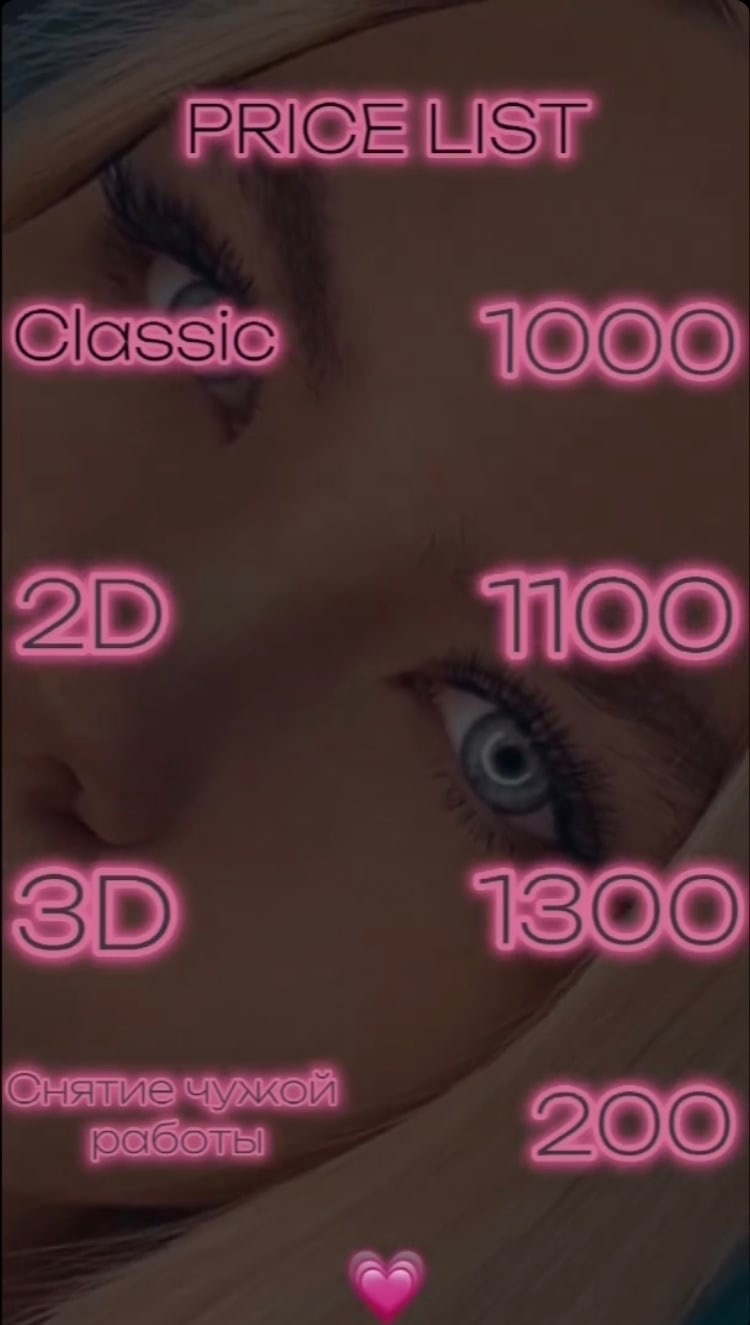 PRICE LIST
Classic 1000
2D 1100
3D 1300
Снятие чужой
работы 200